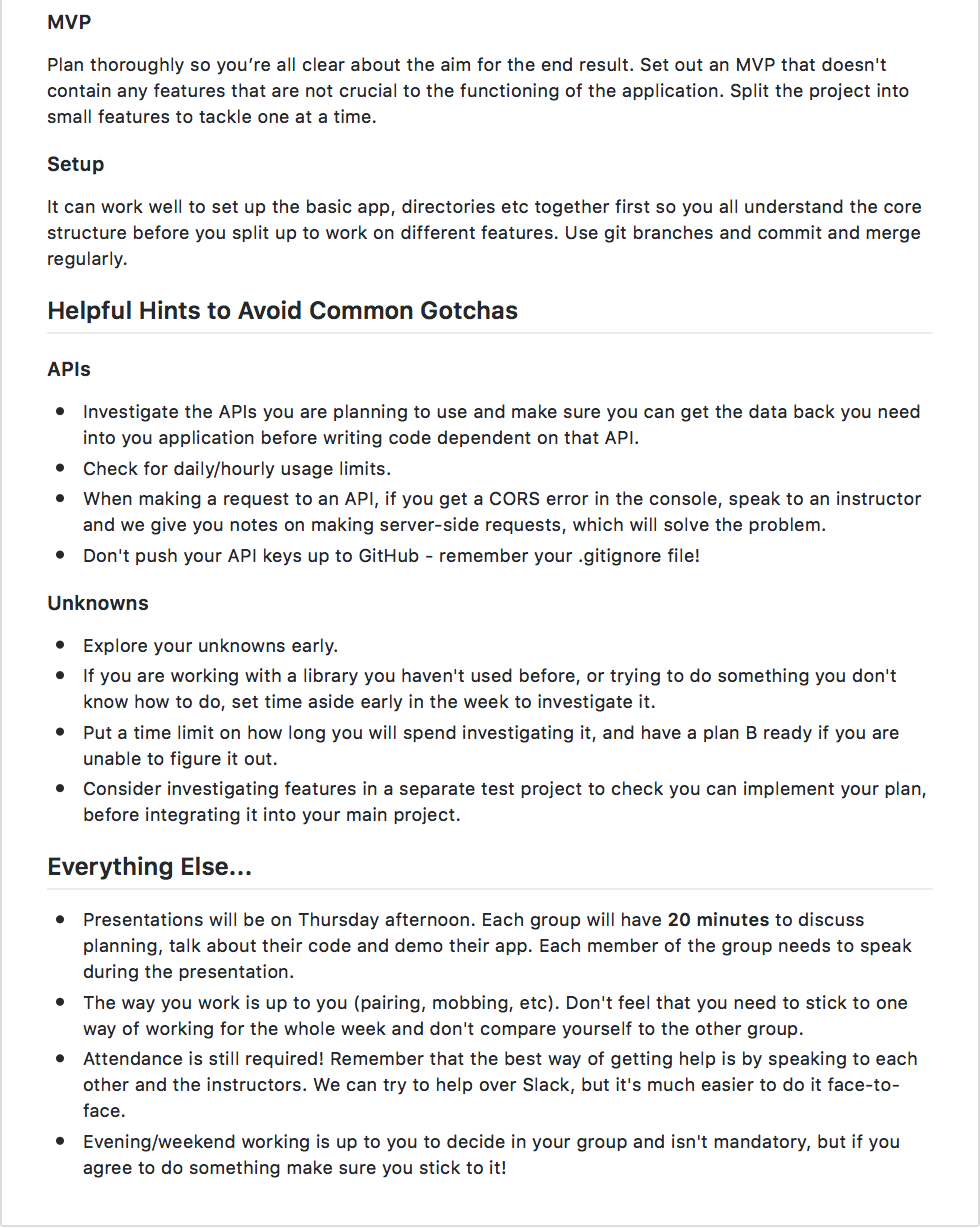 MVP
Plan thoroughly so you’re all clear about the aim for the end result. Set out an MVP that doesn't
contain any features that are not crucial to the functioning of the application. Split the project into
small features to tackle one at a time.
Setup
It can work well to set up the basic app, directories etc together first so you all understand the core
structure before you split up to work on different features. Use git branches and commit and merge
regularly.
Helpful Hints to Avoid Common Gotchas
APIs
• Investigate the APIs you are planning to use and make sure you can get the data back you need
into you application before writing code dependent on that API.
• Check for daily/hourly usage limits.
• When making a request to an API, if you get a CORS error in the console, speak to an instructor
and we give you notes on making server-side requests, which will solve the problem.
• Don't push your API keys up to GitHub - remember your .gitignore file!
Unknowns
• Explore your unknowns early.
• If you are working with a library you haven't used before, or trying to do something you don't
know how to do, set time aside early in the week to investigate it.
• Put a time limit on how long you will spend investigating it, and have a plan B ready if you are
unable to figure it out.
• Consider investigating features in a separate test project to check you can implement your plan,
before integrating it into your main project.
Everything Else...
• Presentations will be on Thursday afternoon. Each group will have 20 minutes to discuss
planning, talk about their code and demo their app. Each member of the group needs to speak
during the presentation.
• The way you work is up to you (pairing, mobbing, etc). Don't feel that you need to stick to one
way of working for the whole week and don't compare yourself to the other group.
• Attendance is still required! Remember that the best way of getting help is by speaking to each
other and the instructors. We can try to help over Slack, but it's much easier to do it face-to-
face.
• Evening/weekend working is up to you to decide in your group and isn't mandatory, but if you
agree to do something make sure you stick to it!